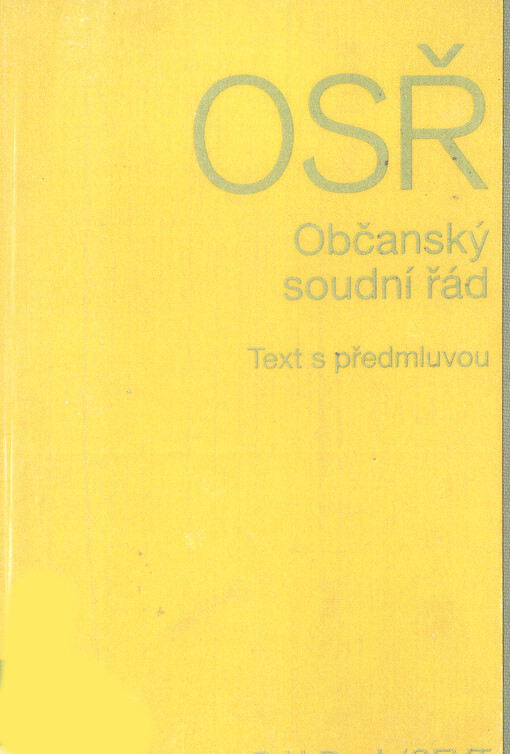 OSŘ
Občanský
soudní řád
Text s předmluvou